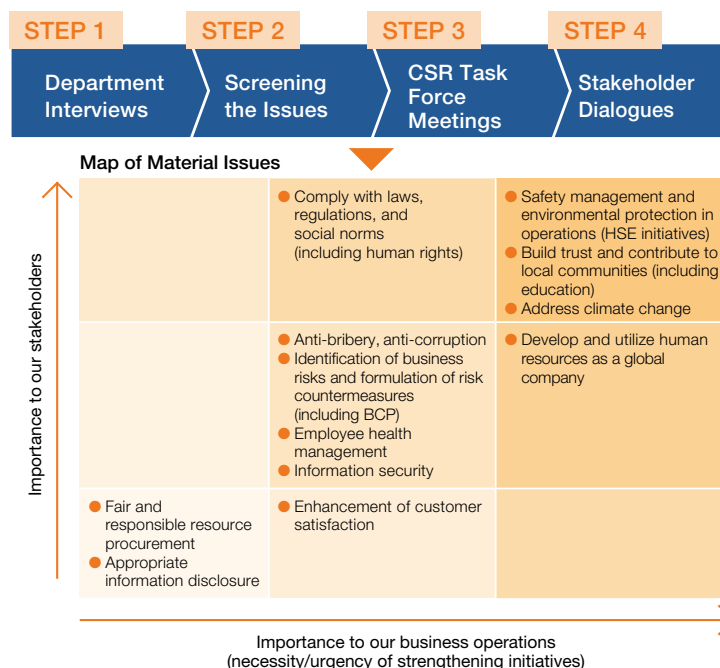 STEP 1
STEP 2
STEP 3
STEP 4
Department
Interviews
Screening
the Issues
CSR Task
Force
Meetings
Stakeholder
Dialogues
Map of Material Issues
Importance to our stakeholders
● Comply with laws,
regulations, and
social norms
(including human rights)
● Safety management and
environmental protection in
operations (HSE initiatives)
● Build trust and contribute to
local communities (including
education)
● Address climate change
● Anti-bribery, anti-corruption
● Identification of business
risks and formulation of risk
countermeasures
(including BCP)
● Employee health
management
● Information security
● Develop and utilize human
resources as a global
company
● Fair and
responsible resource
procurement
● Appropriate
information disclosure
● Enhancement of customer
satisfaction
Importance to our business operations
(necessity/urgency of strengthening initiatives)